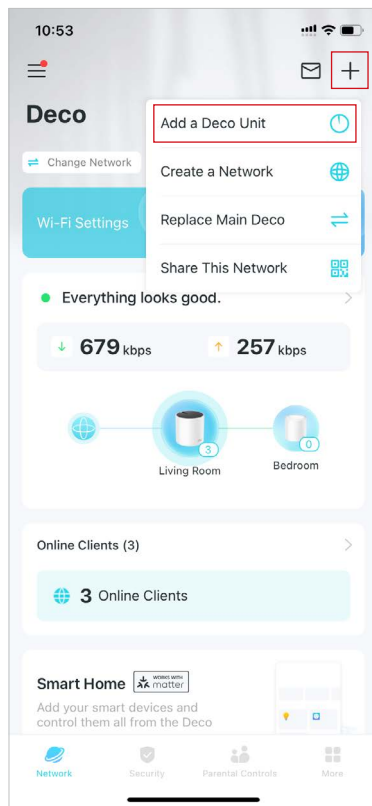 10:53
Deco
Add a Deco Unit
Change Network
Create a Network
Wi-Fi Settings
Replace Main Deco
Share This Network
Everything looks good.
679 kbps
257 kbps
3
0
Living Room
Bedroom
Online Clients (3)
3 Online Clients
Smart Home
WORKS WITH
matter
Add your smart devices and
control them all from the Deco
Network
Security
Parental Controls
More